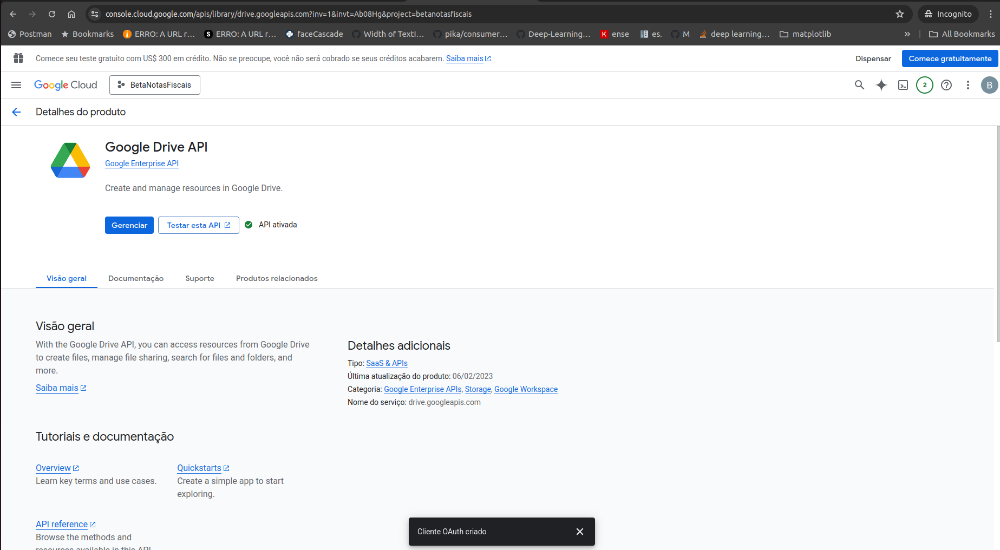 console.cloud.google.com/apis/library/drive.googleapis.com?inv=1&invt=Ab08Hg&project=betanotasfiscais
Incognito
Postman Bookmarks ERRO: A URL r... ERRO: A URL r... faceCascade Width of TextI... pika/consumer... Deep-Learning... ense es. M deep learning... matplotlib » All Bookmarks
Comece seu teste gratuito com US$ 300 em crédito. Não se preocupe, você não será cobrado se seus créditos acabarem. Saiba mais
Dispensar Comece gratuitamente
Google Cloud BetaNotasFiscais 2 B
Detalhes do produto
Google Drive API
Google Enterprise API
Create and manage resources in Google Drive.
Gerenciar Testar esta API API ativada
Visão geral Documentação Suporte Produtos relacionados
Visão geral
With the Google Drive API, you can access resources from Google Drive
to create files, manage file sharing, search for files and folders, and
more.
Saiba mais
Detalhes adicionais
Tipo: SaaS & APIs
Última atualização do produto: 06/02/2023
Categoria: Google Enterprise APIs, Storage, Google Workspace
Nome do serviço: drive.googleapis.com
Tutoriais e documentação
Overview
Learn key terms and use cases.
Quickstarts
Create a simple app to start
exploring.
API reference
Browse the methods and
resources available in this API
Cliente OAuth criado